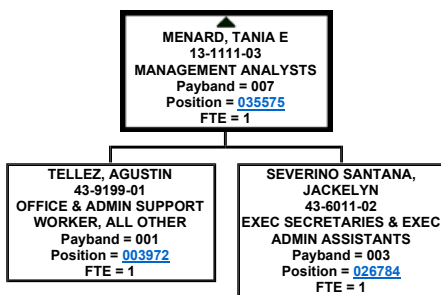 MENARD, TANIA E
13-1111-03
MANAGEMENT ANALYSTS
Payband = 007
Position = 035575
FTE = 1
TELLEZ, AGUSTIN
43-9199-01
OFFICE & ADMIN SUPPORT
WORKER, ALL OTHER
Payband = 001
Position = 003972
FTE = 1
SEVERINO SANTANA,
JACKELYN
43-6011-02
EXEC SECRETARIES & EXEC
ADMIN ASSISTANTS
Payband = 003
Position = 026784
FTE = 1